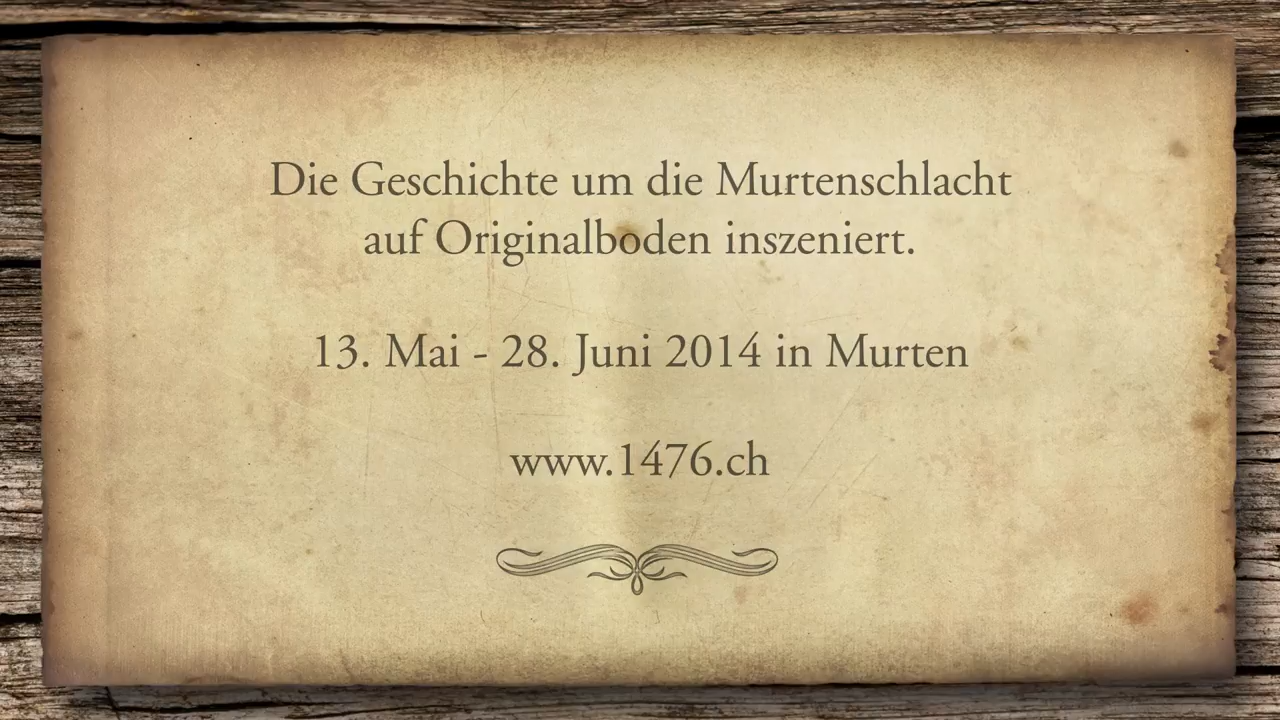 Die Geschichte um die Murtenschlacht
auf Originalboden inszeniert.
13. Mai - 28. Juni 2014 in Murten
www.1476.ch